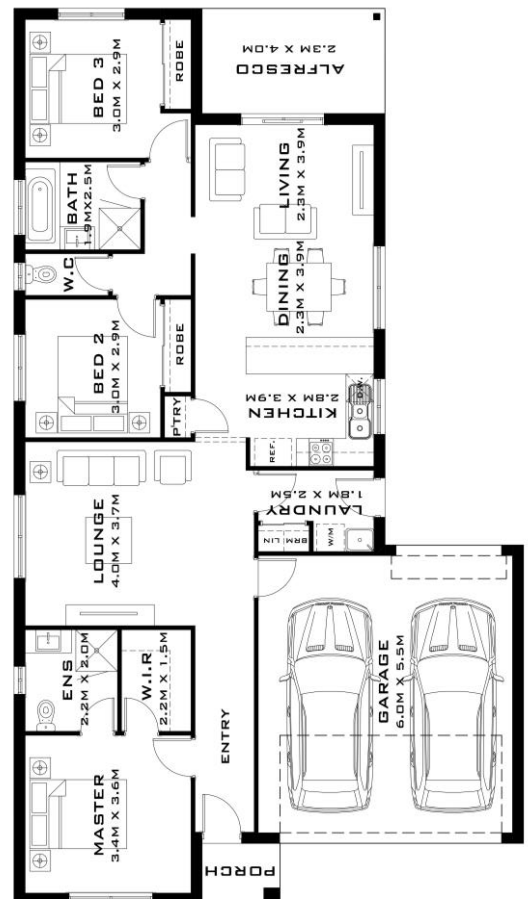 BED 3
3.0M X 2.9M
ROBE
ALFRESCO
2.3M X 4.0M
BATH
1.9MX2.5M
LIVING
2.3M X 3.9M
W.C
DINING
2.3M X 3.9M
BED 2
3.0M X 2.9M
ROBE
PTRY
KITCHEN
2.8M X 3.9M
D.W.
REF.
LAUNDRY
1.8M X 2.5M
LIN
BRM
W/M
LOUNGE
4.0M X 3.7M
ENS
2.2M X 2.0M
W.I.R
2.2M X 1.5M
ENTRY
GARAGE
6.0M X 5.5M
MASTER
3.4M X 3.6M
PORCH